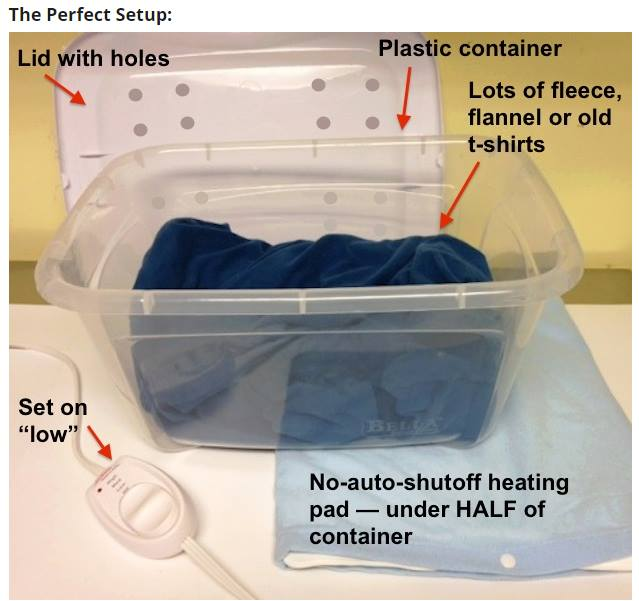 The Perfect Setup:
Lid with holes
Plastic container
Lots of fleece,
flannel or old
t-shirts
Set on
“low”
BELLA
No-auto-shutoff heating
pad — under HALF of
container